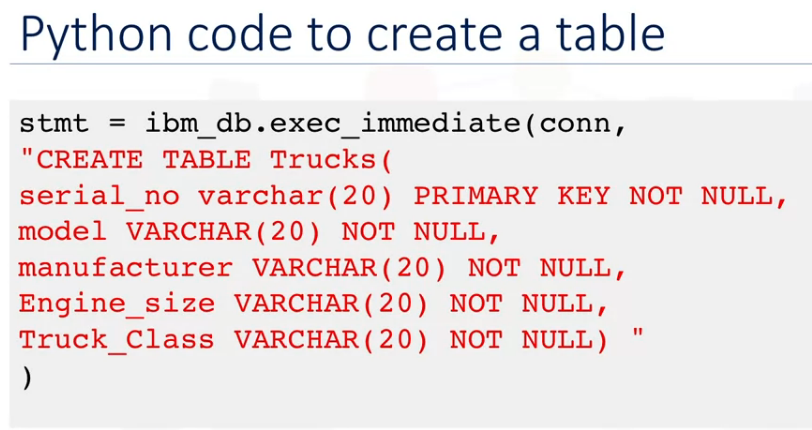 Python code to create a table
stmt = ibm_db.exec_immediate(conn,
"CREATE TABLE Trucks(
serial_no varchar(20) PRIMARY KEY NOT NULL,
model VARCHAR(20) NOT NULL,
manufacturer VARCHAR(20) NOT NULL,
Engine_size VARCHAR(20) NOT NULL,
Truck_Class VARCHAR(20) NOT NULL) "
)